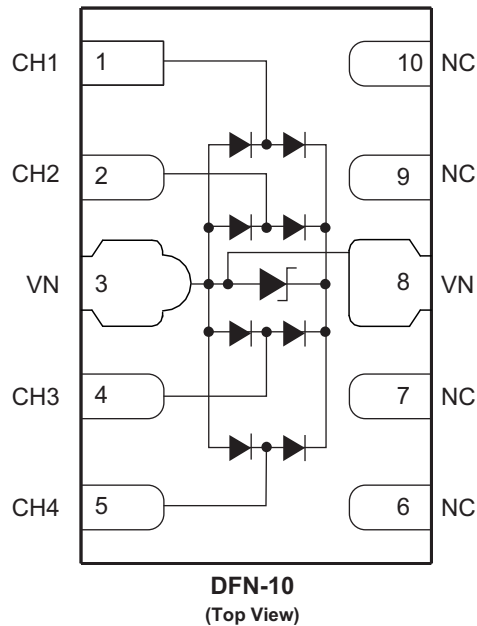 CH1 1 10 NC
CH2 2 9 NC
VN 3 8 VN
CH3 4 7 NC
CH4 5 6 NC
DFN-10
(Top View)